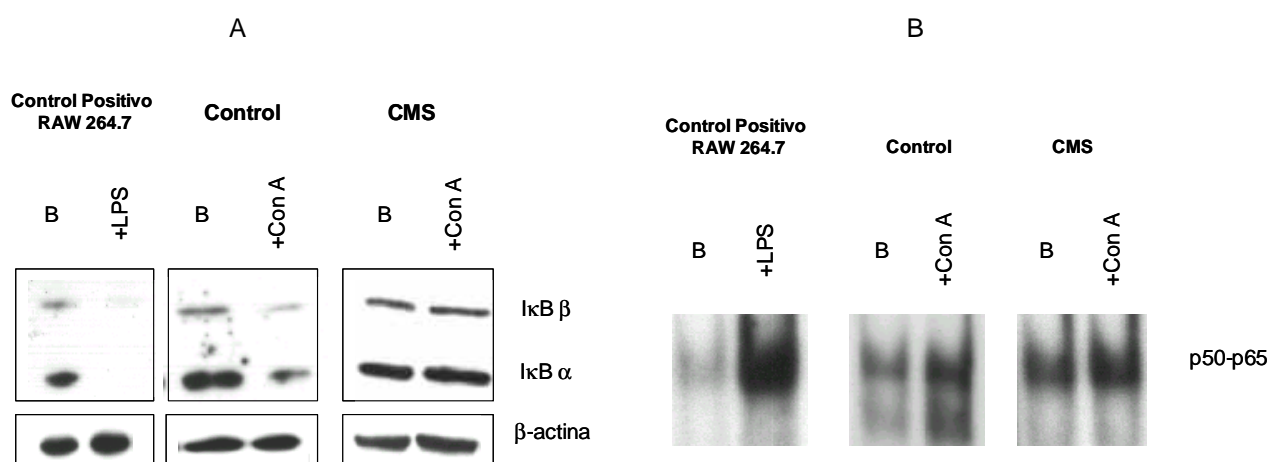 A
Control Positivo
RAW 264.7
Control
CMS
B
+LPS
B
+Con A
B
+Con A
IκB β
IκB α
β-actina
B
Control Positivo
RAW 264.7
Control
CMS
B
+LPS
B
+Con A
B
+Con A
p50-p65